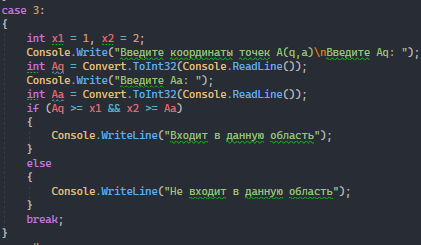 case 3:
{
int x1 = 1, x2 = 2;
Console.Write("Введите координаты точек A(q,a)\nВведите Aq: ");
int Aq = Convert.ToInt32(Console.ReadLine());
Console.Write("Введите Aa: ");
int Aa = Convert.ToInt32(Console.ReadLine());
if (Aq >= x1 && x2 >= Aa)
{
Console.WriteLine("Входит в данную область");
}
else
{
Console.WriteLine("Не входит в данную область");
}
break;
}